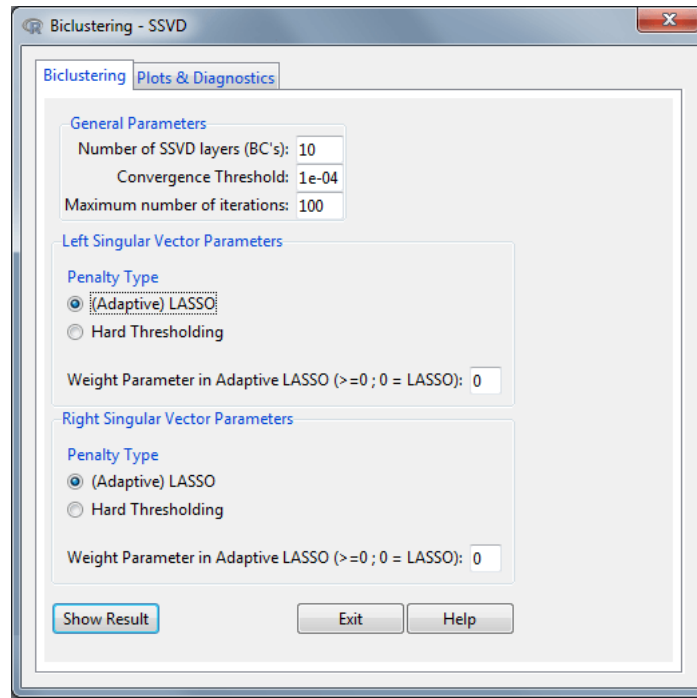 Biclustering - SSVD
Biclustering Plots & Diagnostics
General Parameters
Number of SSVD layers (BC's): 10
Convergence Threshold: 1e-04
Maximum number of iterations: 100
Left Singular Vector Parameters
Penalty Type
(Adaptive) LASSO
Hard Thresholding
Weight Parameter in Adaptive LASSO (>=0 ; 0 = LASSO): 0
Right Singular Vector Parameters
Penalty Type
(Adaptive) LASSO
Hard Thresholding
Weight Parameter in Adaptive LASSO (>=0 ; 0 = LASSO): 0
Show Result Exit Help